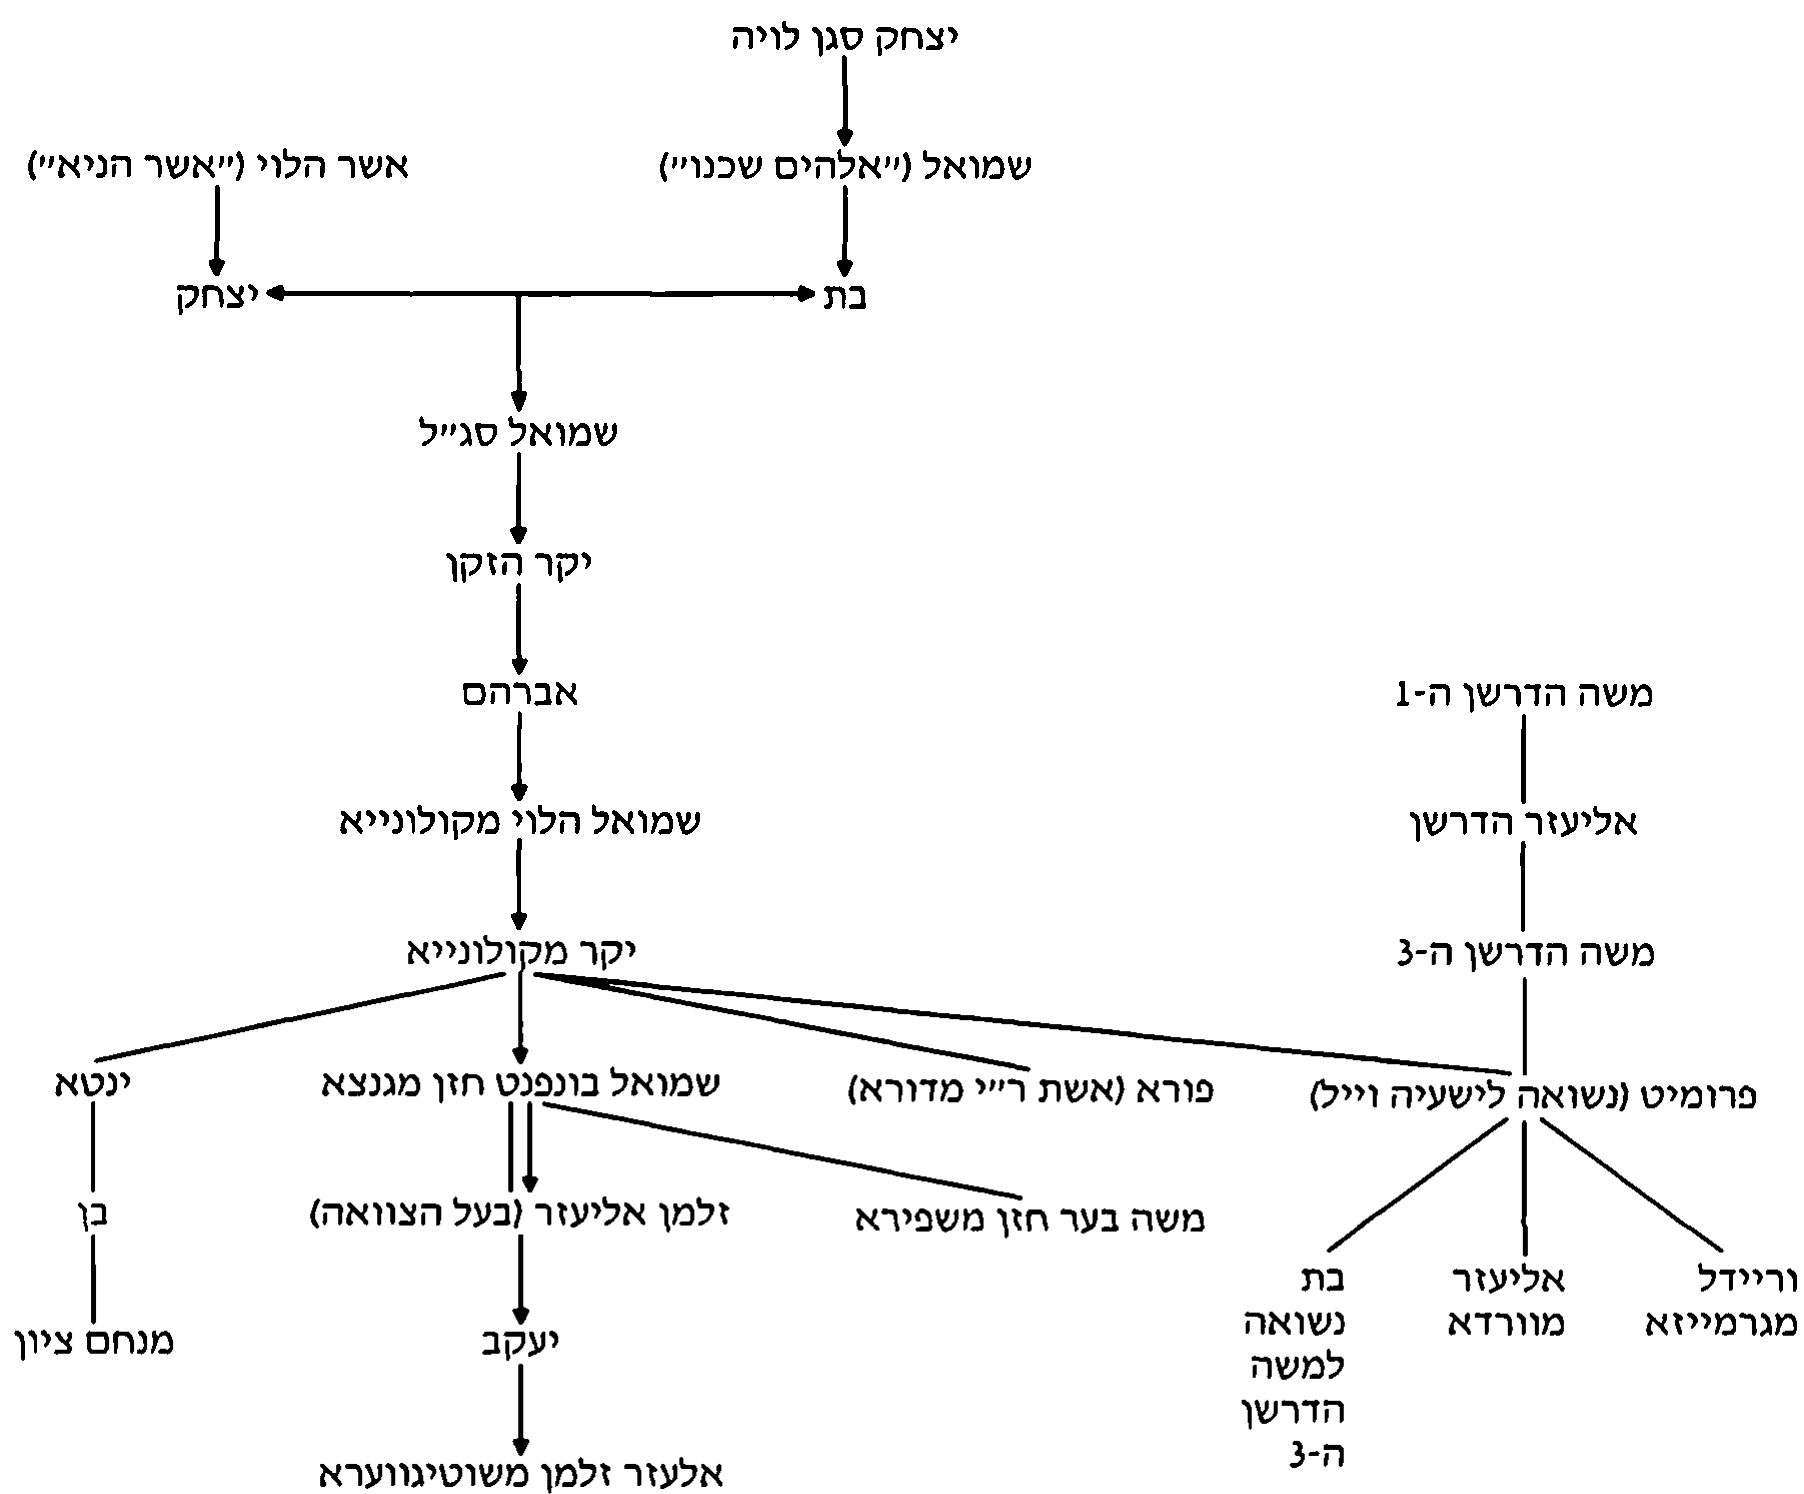 יצחק סגן לויה
שמואל (״אלהים שכנו״)
אשר הלוי (״אשר הניא״)
בת
יצחק
שמואל סג״ל
יקר הזקן
אברהם
משה הדרשן ה-1
שמואל הלוי מקולונייא
אליעזר הדרשן
יקר מקולונייא
משה הדרשן ה-3
פרומיט (נשואה לישעיה וייל)
פורא (אשת ר״י מדורא)
שמואל בונפנט חזן מגנצא
ינטא
משה בער חזן משפירא
זלמן אליעזר (בעל הצוואה)
בן
וריידל
מגרמייזא
אליעזר
מוורדא
בת
נשואה
למשה
הדרשן
ה-3
יעקב
מנחם ציון
אלעזר זלמן משוטיגווערא